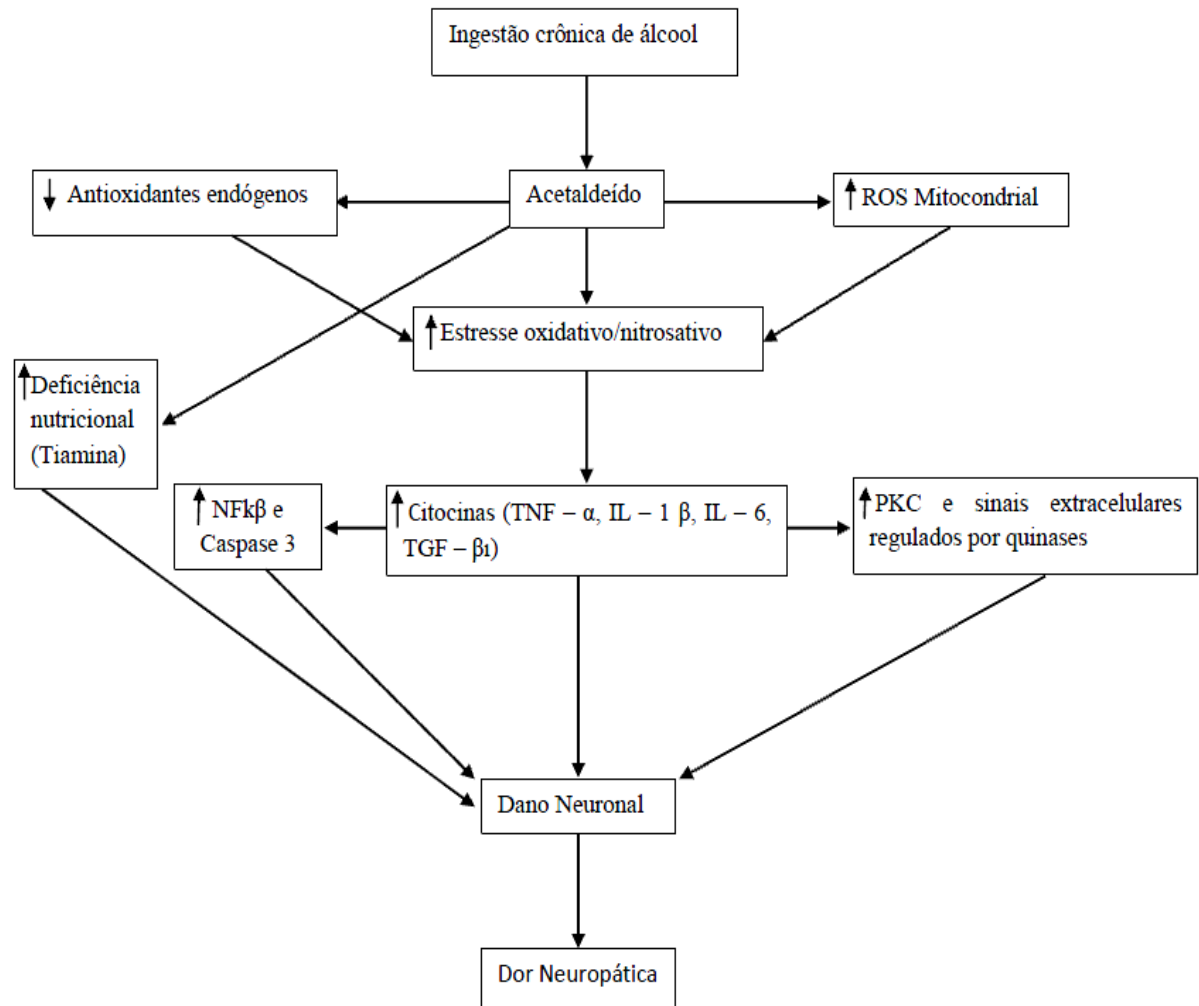 Ingestão crônica de álcool
↓ Antioxidantes endógenos
Acetaldeído
↑ ROS Mitocondrial
↑ Estresse oxidativo/nitrosativo
↑ Deficiência
nutricional
(Tiamina)
↑ NFkβ e
Caspase 3
↑ Citocinas (TNF – α, IL – 1 β, IL – 6,
TGF – β1)
↑ PKC e sinais extracelulares
regulados por quinases
Dano Neuronal
Dor Neuropática